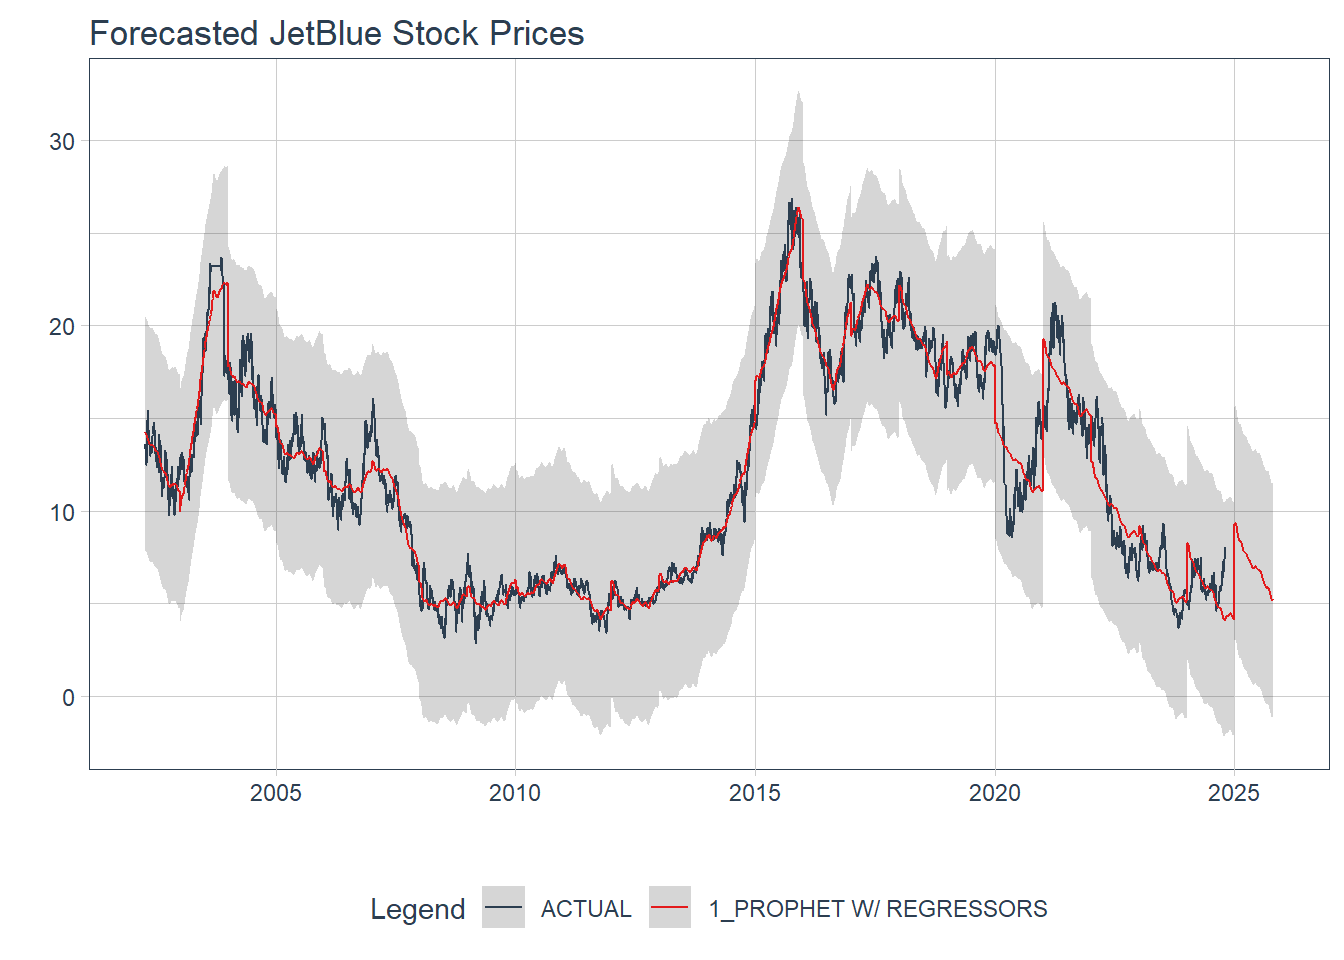 Forecasted JetBlue Stock Prices
30
20
10
0
2005 2010 2015 2020 2025
Legend ACTUAL 1_PROPHET W/ REGRESSORS